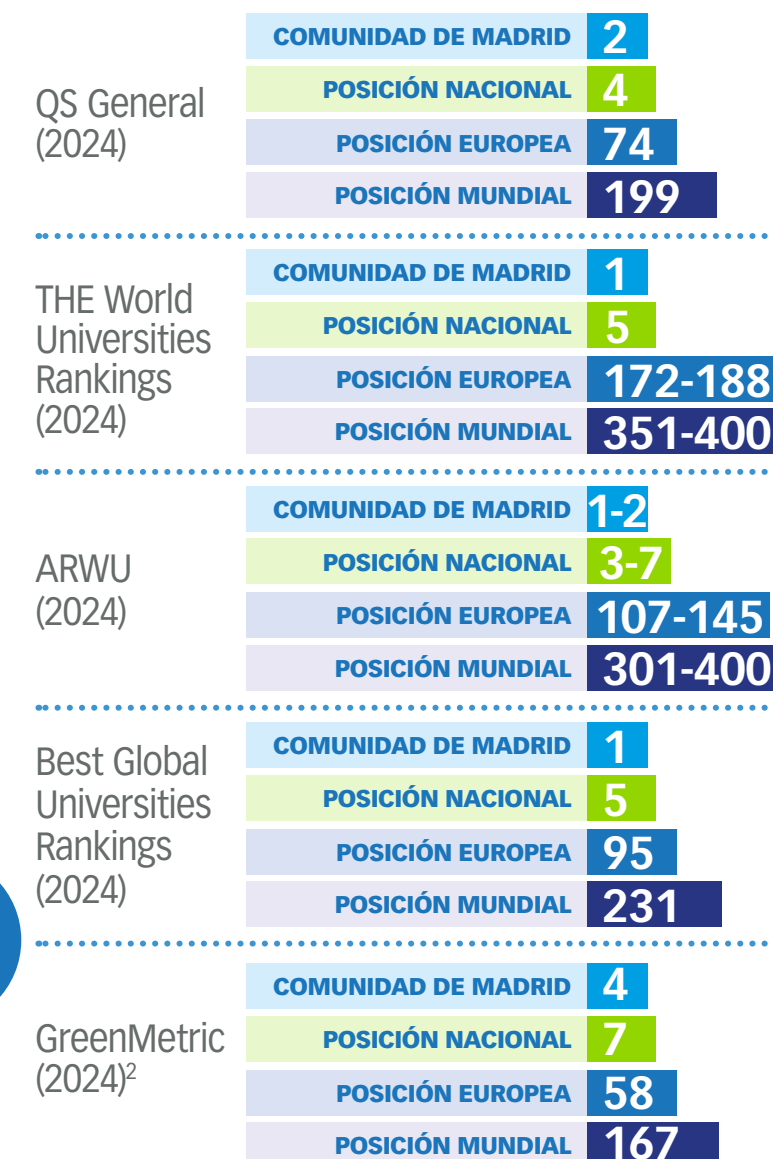 QS General
(2024)
COMUNIDAD DE MADRID 2
POSICIÓN NACIONAL 4
POSICIÓN EUROPEA 74
POSICIÓN MUNDIAL 199
THE World
Universities
Rankings
(2024)
COMUNIDAD DE MADRID 1
POSICIÓN NACIONAL 5
POSICIÓN EUROPEA 172-188
POSICIÓN MUNDIAL 351-400
ARWU
(2024)
COMUNIDAD DE MADRID 1-2
POSICIÓN NACIONAL 3-7
POSICIÓN EUROPEA 107-145
POSICIÓN MUNDIAL 301-400
Best Global
Universities
Rankings
(2024)
COMUNIDAD DE MADRID 1
POSICIÓN NACIONAL 5
POSICIÓN EUROPEA 95
POSICIÓN MUNDIAL 231
GreenMetric
(2024)²
COMUNIDAD DE MADRID 4
POSICIÓN NACIONAL 7
POSICIÓN EUROPEA 58
POSICIÓN MUNDIAL 167